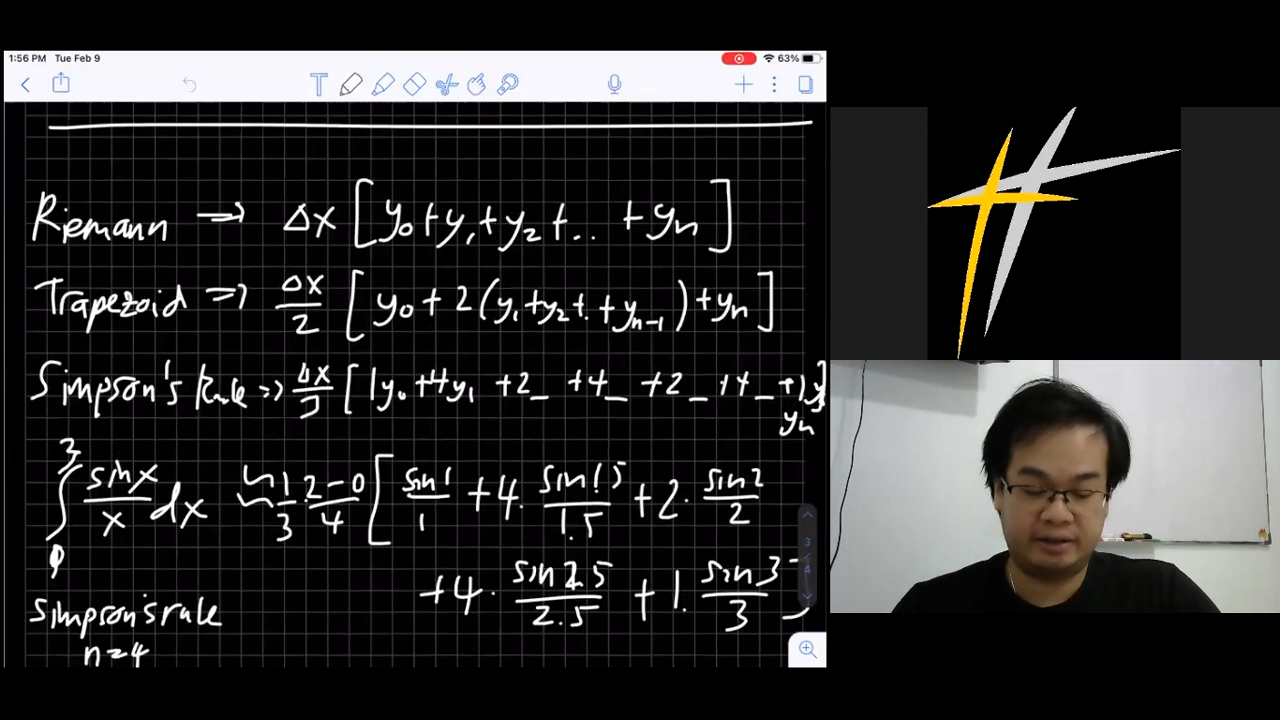 1:56 PM Tue Feb 9 63%
Riemann → Δx [y₀ + y₁ + y₂ + .. + yₙ]
Trapezoid ⇒ Δx/2 [y₀ + 2(y₁ + y₂ + . + yₙ₋₁) + yₙ]
Simpson's Rule ⇒ Δx/3 [1y₀ + 4y₁ + 2_ + 4_ + 2_ + 4_ + 1y]
yₙ
∫ sinx/x dx ≈ 1/3 2-0/4 [sin1/1 + 4. sin1.5/1.5 + 2. sin2/2
+4. sin2.5/2.5 + 1. sin3/3]
simpson's rule
n=4